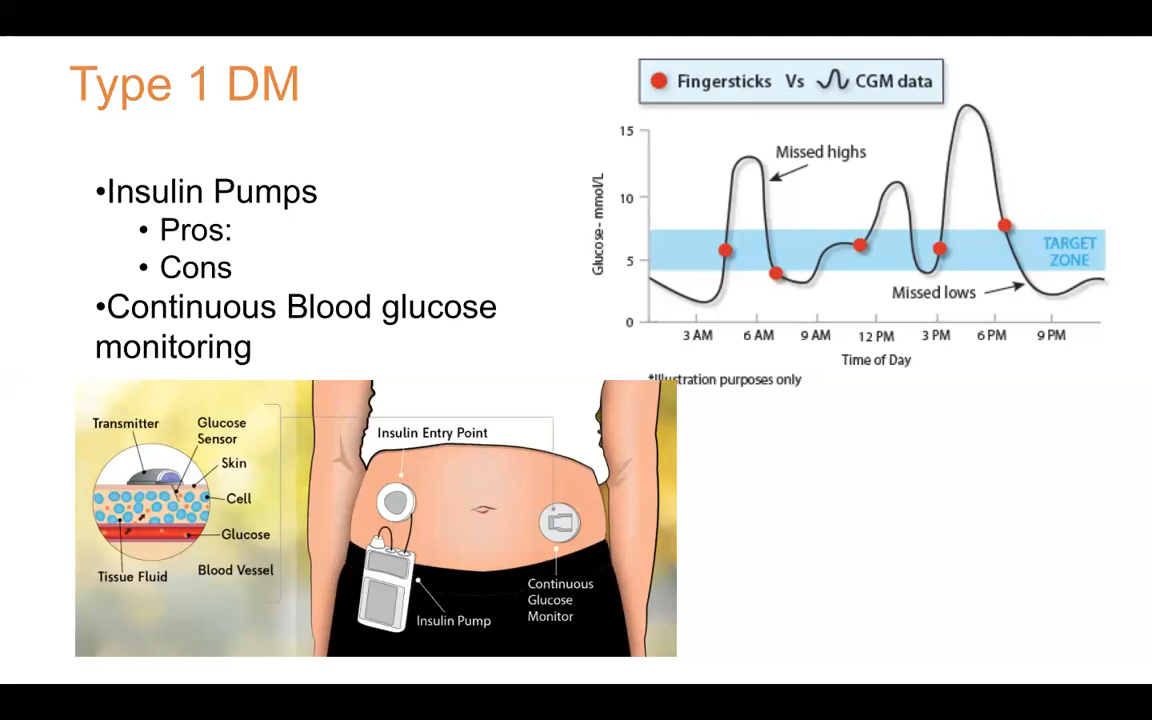 Type 1 DM
•Insulin Pumps
• Pros:
• Cons
•Continuous Blood glucose
monitoring
Fingersticks Vs CGM data
Missed highs
Missed lows
TARGET
ZONE
Glucose - mmol/L
15
10
5
0
3 AM 6 AM 9 AM 12 PM 3 PM 6 PM 9 PM
Time of Day
*Illustration purposes only
Transmitter
Glucose
Sensor
Skin
Cell
Glucose
Tissue Fluid
Blood Vessel
Insulin Entry Point
Insulin Pump
Continuous
Glucose
Monitor